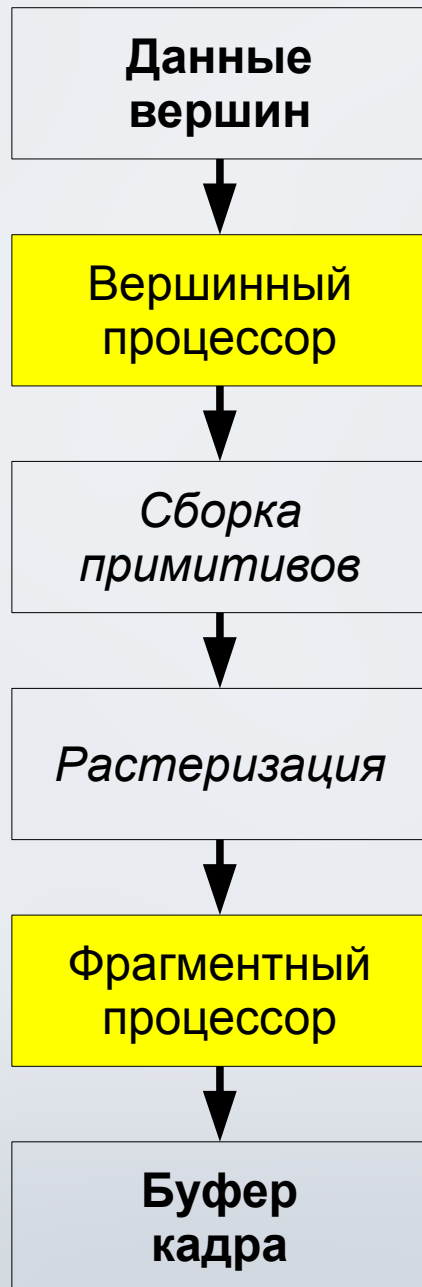 Данные
вершин
Вершинный
процессор
Сборка
примитивов
Растеризация
Фрагментный
процессор
Буфер
кадра